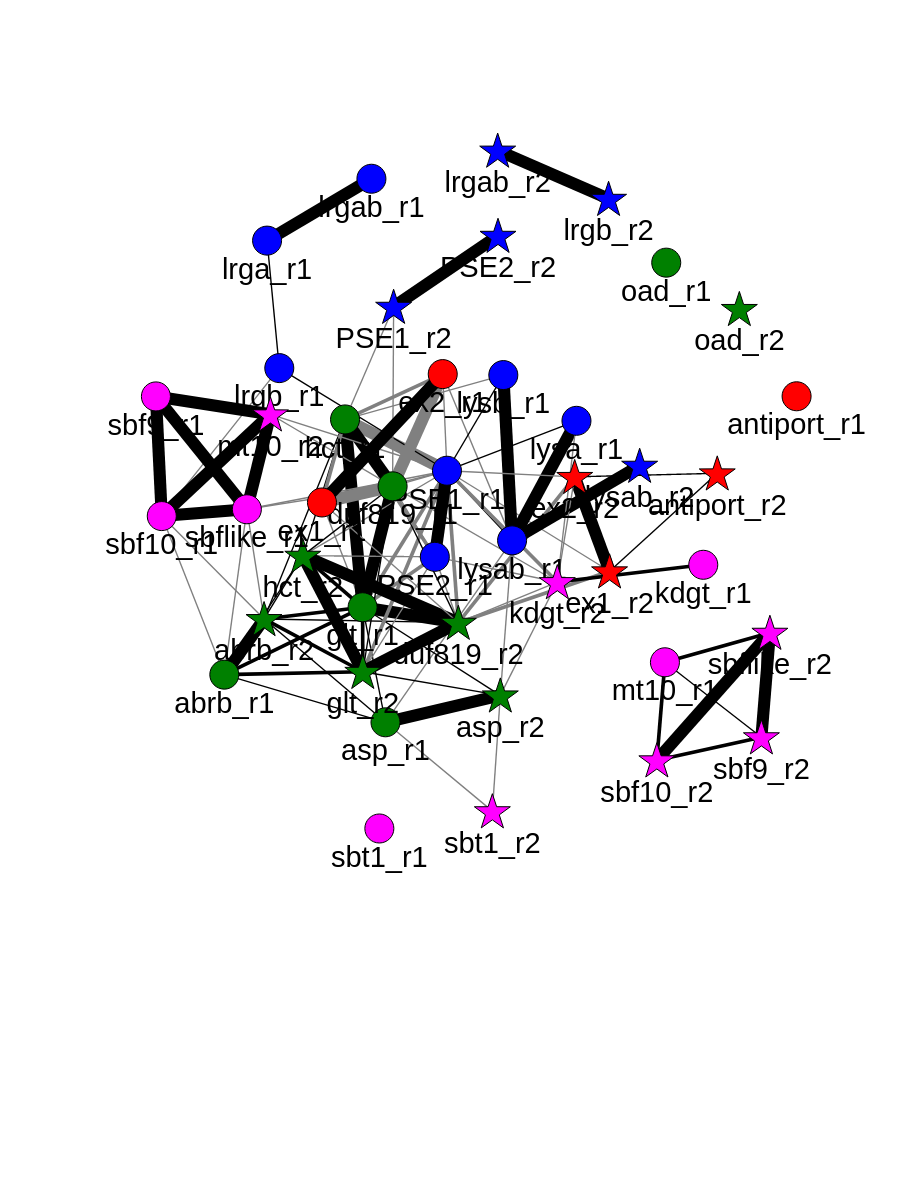 lrgab_r2
lrgab_r1
lrgb_r2
lrga_r1
PSE2_r2
oad_r1
PSE1_r2
oad_r2
lrgb_r1
ex2_r1
lysb_r1
sbf9_r1
antiport_r1
mt10_r2
hct_r1
lysa_r1
PSE1_r1
lysab_r2
antiport_r2
ex2_r2
duf819_r1
ex1_r1
sbflike_r1
sbf10_r1
lysab_r1
PSE2_r1
hct_r2
kdgt_r1
ex1_r2
kdgt_r2
glt_r1
abrb_r2
duf819_r2
sbflike_r2
mt10_r1
abrb_r1
glt_r2
asp_r2
asp_r1
sbf9_r2
sbf10_r2
sbt1_r2
sbt1_r1